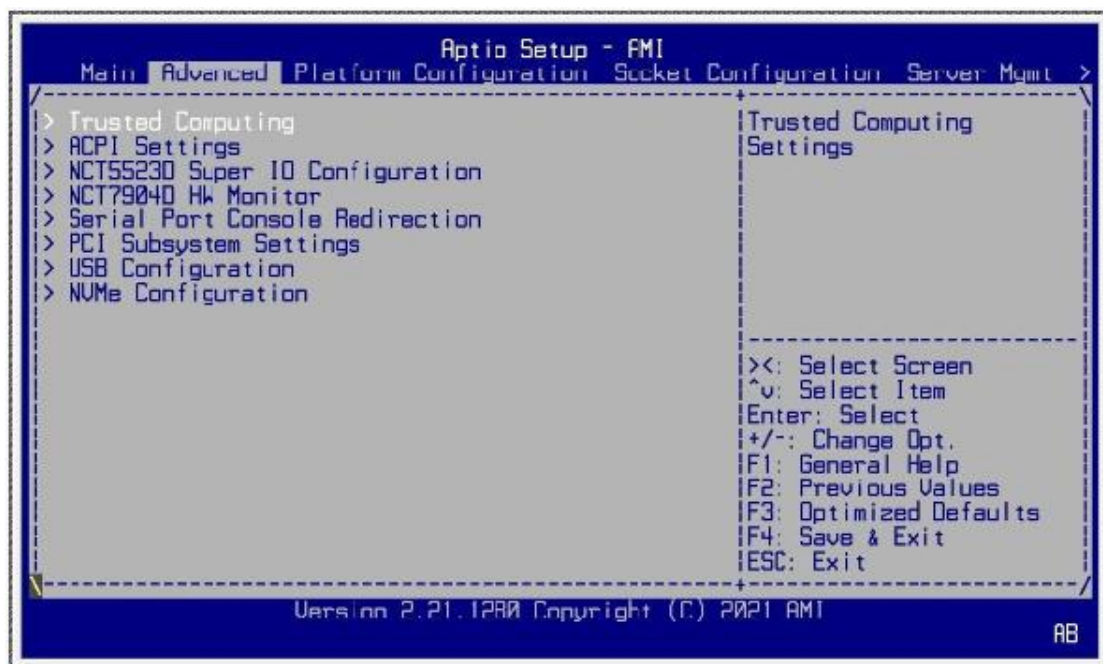 Aptio Setup - AMI
Main Advanced Platform Configuration Socket Configuration Server Mgmt >
> Trusted Computing
> ACPI Settings
> NCT5523D Super IO Configuration
> NCT7904D HW Monitor
> Serial Port Console Redirection
> PCI Subsystem Settings
> USB Configuration
> NVMe Configuration
Trusted Computing
Settings
><: Select Screen
^v: Select Item
Enter: Select
+/-: Change Opt.
F1: General Help
F2: Previous Values
F3: Optimized Defaults
F4: Save & Exit
ESC: Exit
Version 2.21.1280 Copyright (C) 2021 AMI
AB